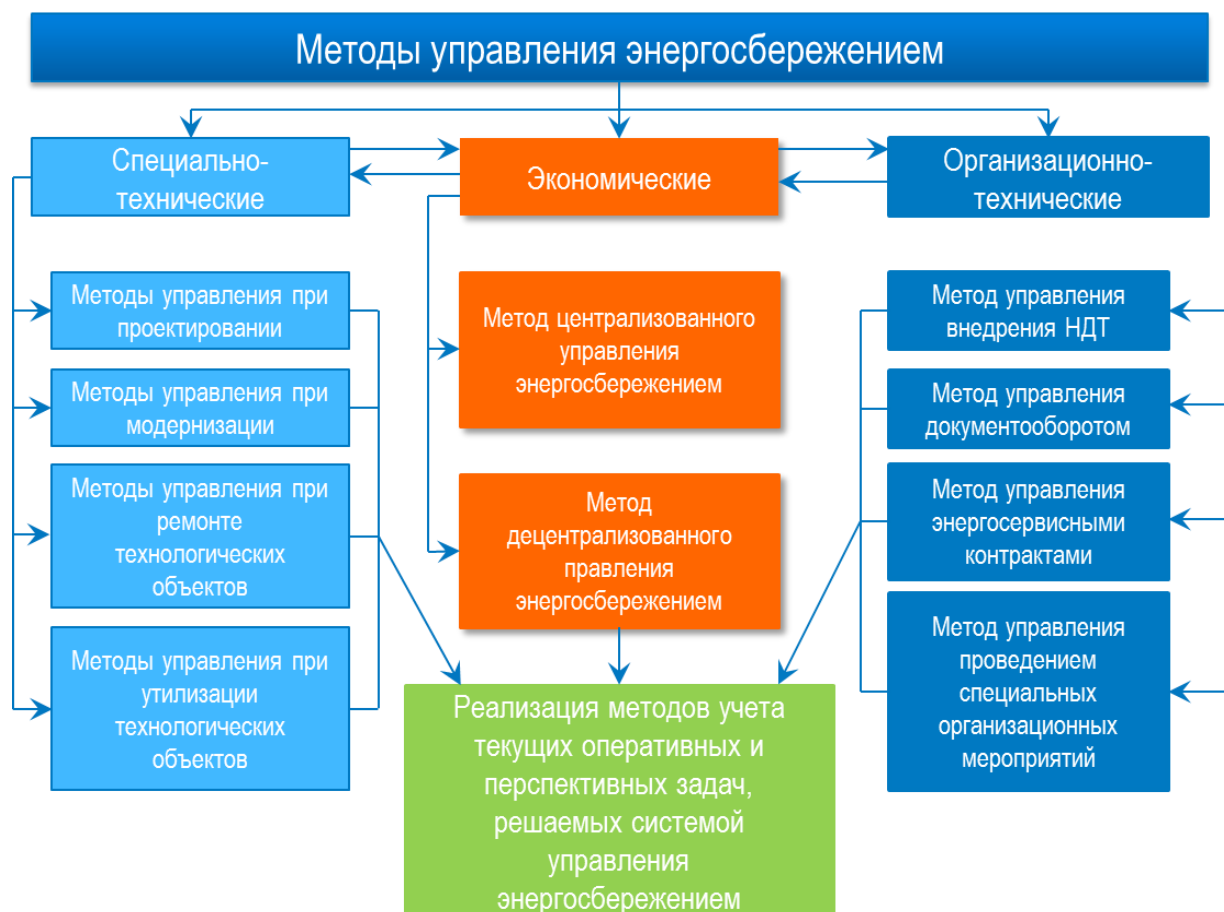 Методы управления энергосбережением
Специально-
технические
Экономические
Организационно-
технические
Методы управления при
проектировании
Методы управления при
модернизации
Методы управления при
ремонте
технологических
объектов
Методы управления при
утилизации
технологических
объектов
Метод централизованного
управления
энергосбережением
Метод
децентрализованного
правления
энергосбережением
Метод управления
внедрения НДТ
Метод управления
документооборотом
Метод управления
энергосервисными
контрактами
Метод управления
проведением
специальных
организационных
мероприятий
Реализация методов учета
текущих оперативных и
перспективных задач,
решаемых системой
управления
энергосбережением